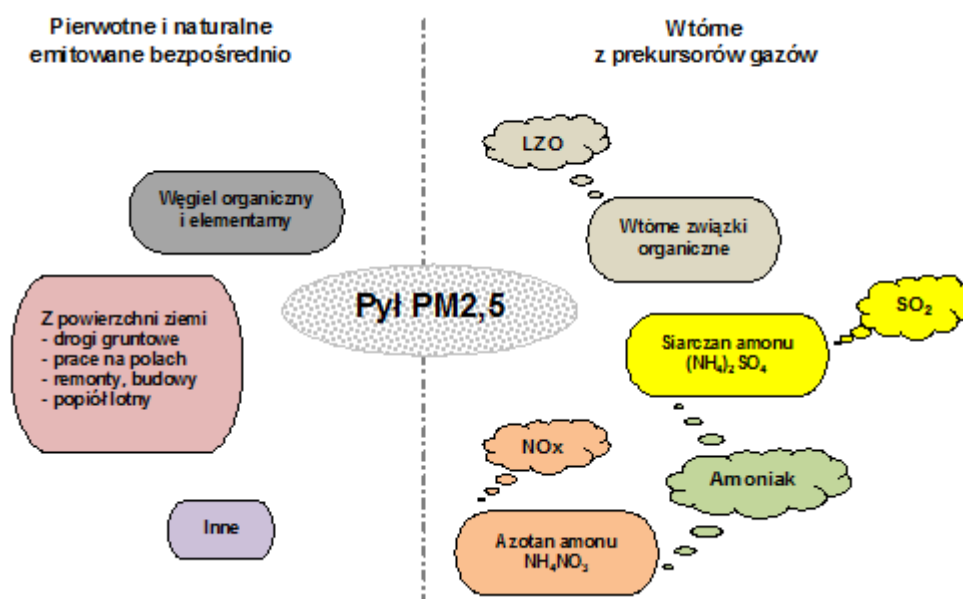 Pierwotne i naturalne
emitowane bezpośrednio
Wtórne
z prekursorów gazów
LZO
Węgiel organiczny
i elementarny
Wtórne związki
organiczne
Pył PM2,5
SO₂
Z powierzchni ziemi
- drogi gruntowe
- prace na polach
- remonty, budowy
- popiół lotny
Siarczan amonu
(NH₄)₂SO₄
NOx
Amoniak
Inne
Azotan amonu
NH₄NO₃